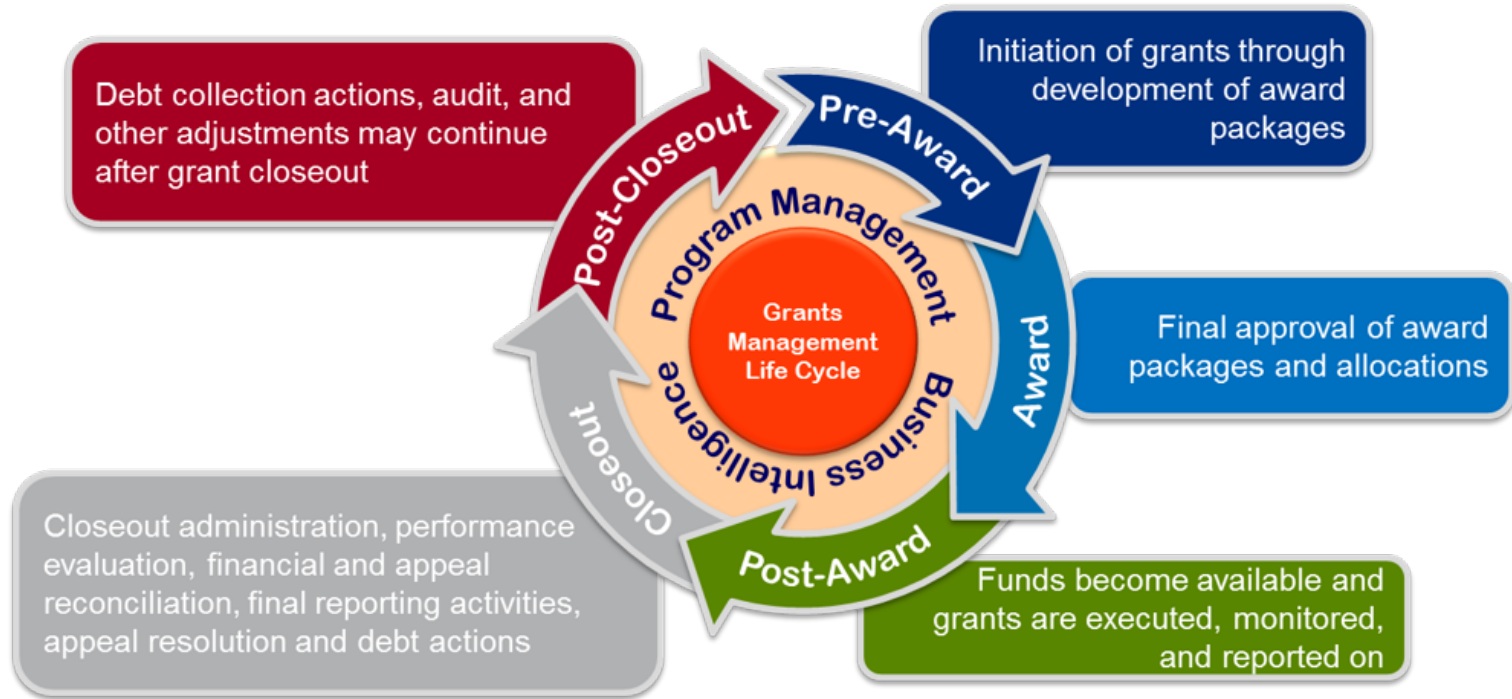 Debt collection actions, audit, and
other adjustments may continue
after grant closeout
Initiation of grants through
development of award
packages
Final approval of award
packages and allocations
Funds become available and
grants are executed, monitored,
and reported on
Closeout administration, performance
evaluation, financial and appeal
reconciliation, final reporting activities,
appeal resolution and debt actions
Pre-Award
Award
Post-Award
Closeout
Post-Closeout
Program Management
Business Intelligence
Grants
Management
Life Cycle